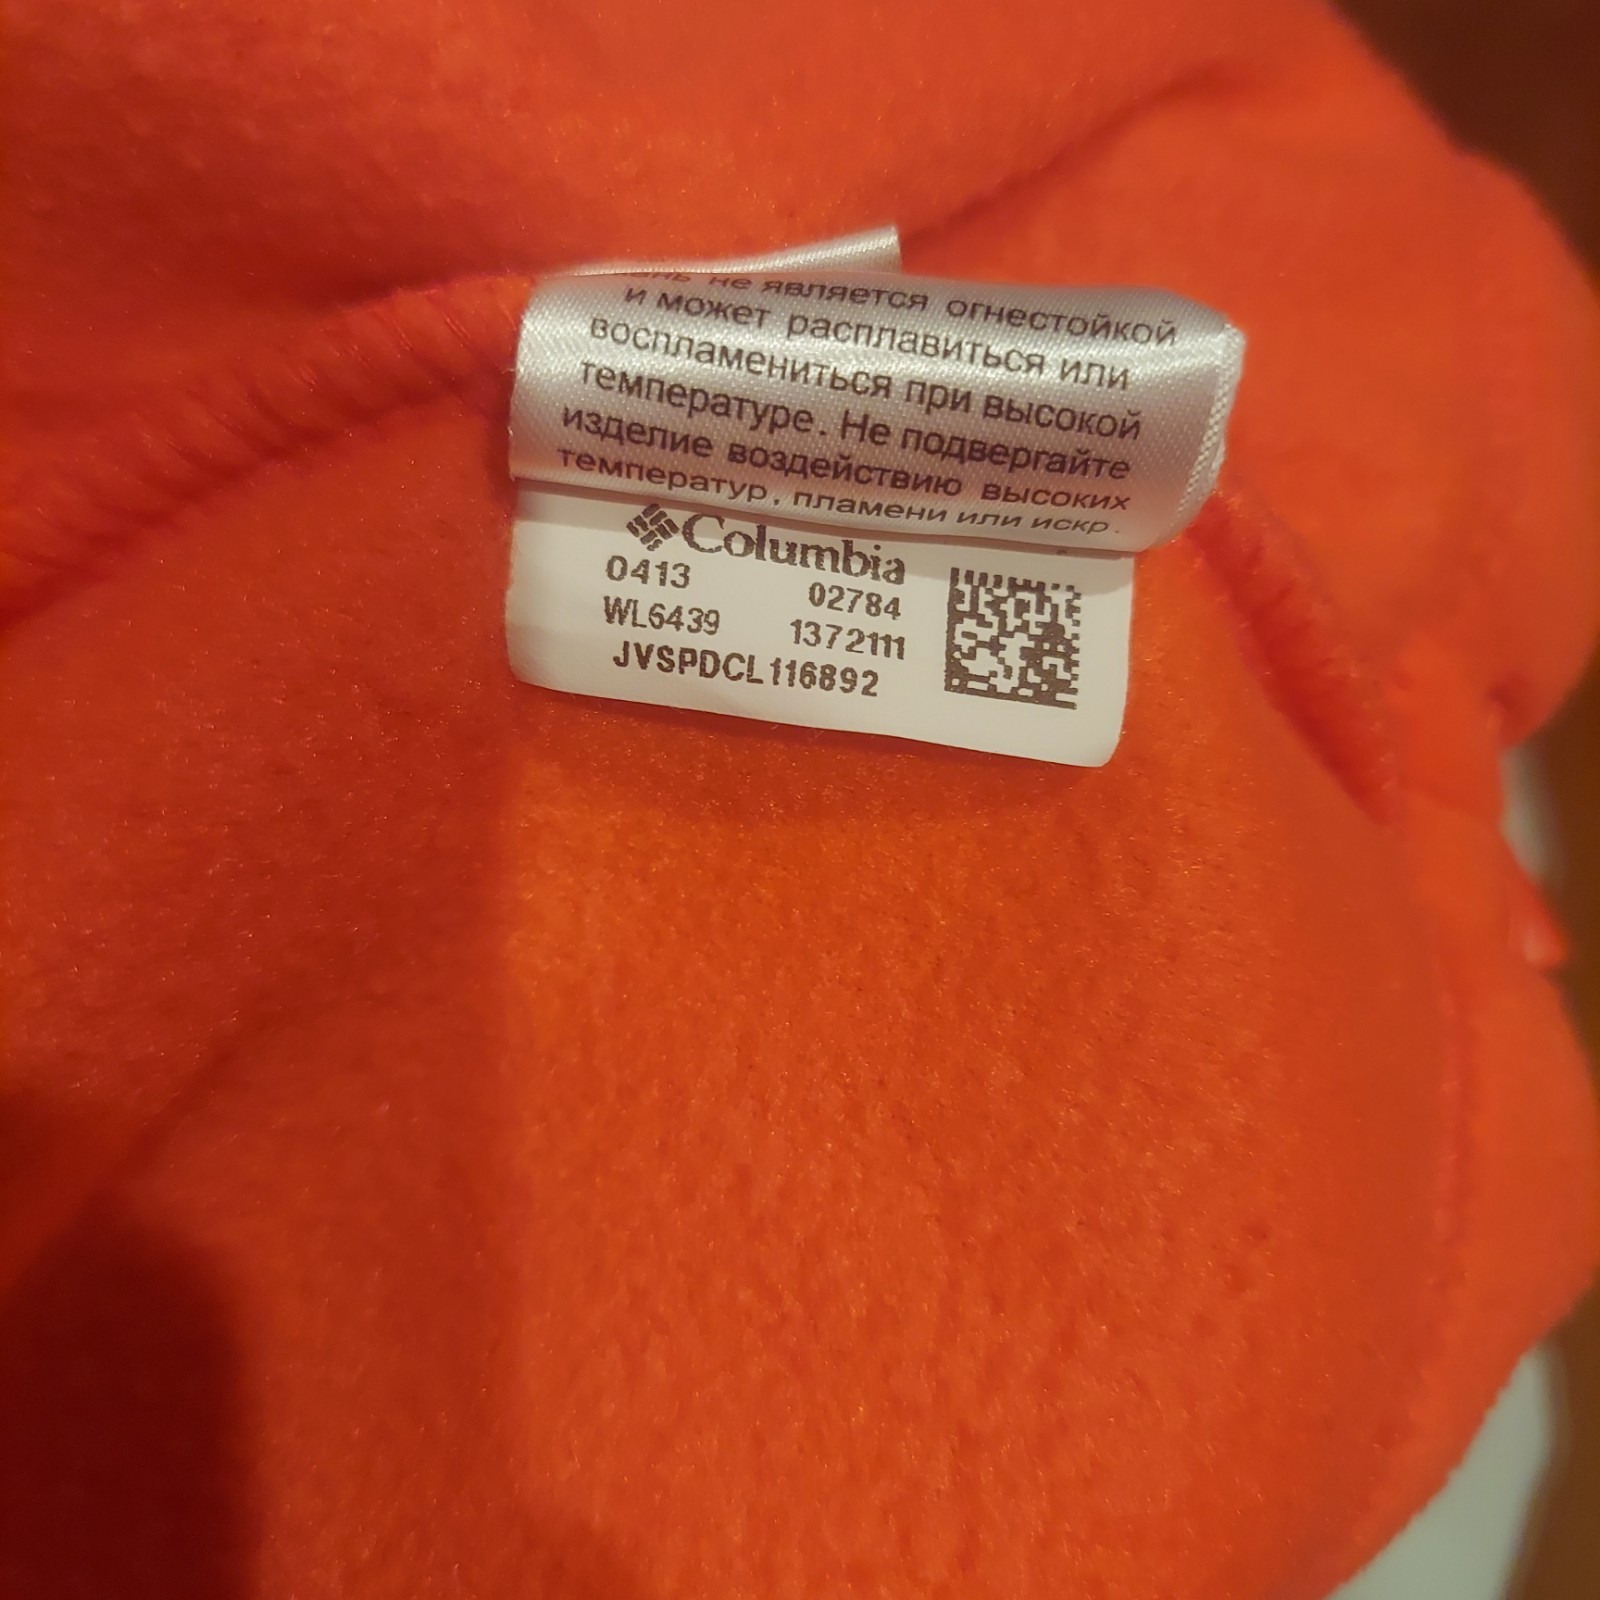 не является огнестойкой
и может расплавиться или
воспламениться при высокой
температуре. Не подвергайте
изделие воздействию высоких
температур, пламени или искр.
Columbia
0413 02784
WL6439 1372111
JVSPDCL116892